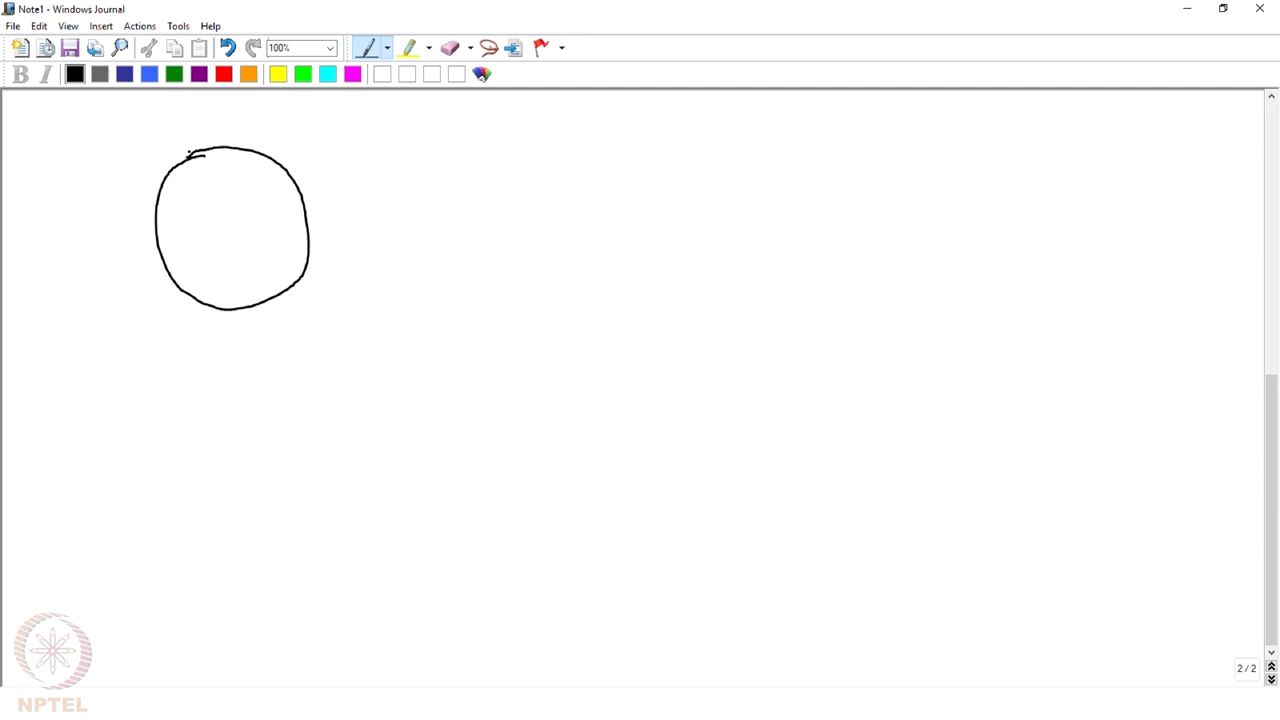 Note1 - Windows Journal
File Edit View Insert Actions Tools Help
100%
B I
2 / 2
NPTEL